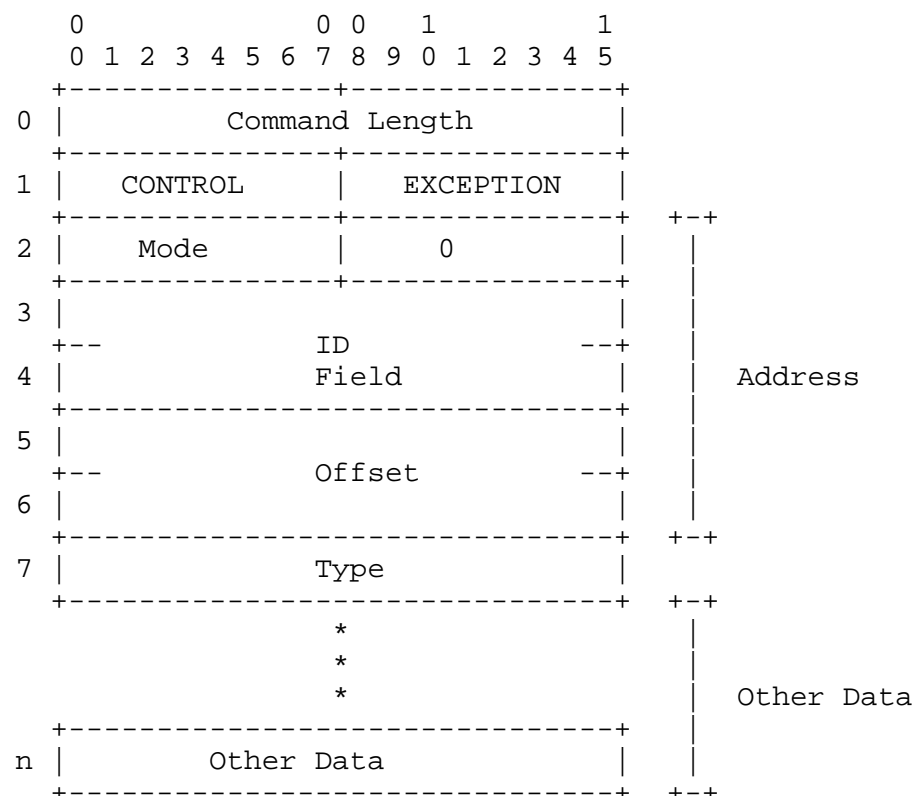 0 0 0 1 1
0 1 2 3 4 5 6 7 8 9 0 1 2 3 4 5
+---------------+---------------+
0 | Command Length |
+---------------+---------------+
1 | CONTROL | EXCEPTION |
+---------------+---------------+ +-+
2 | Mode | 0 | |
+---------------+---------------+ |
3 | | |
+-- ID --+ |
4 | Field | | Address
+-------------------------------+ |
5 | | |
+-- Offset --+ |
6 | | |
+-------------------------------+ +-+
7 | Type |
+-------------------------------+ +-+
* |
* |
* | Other Data
+-------------------------------+ |
n | Other Data | |
+-------------------------------+ +-+